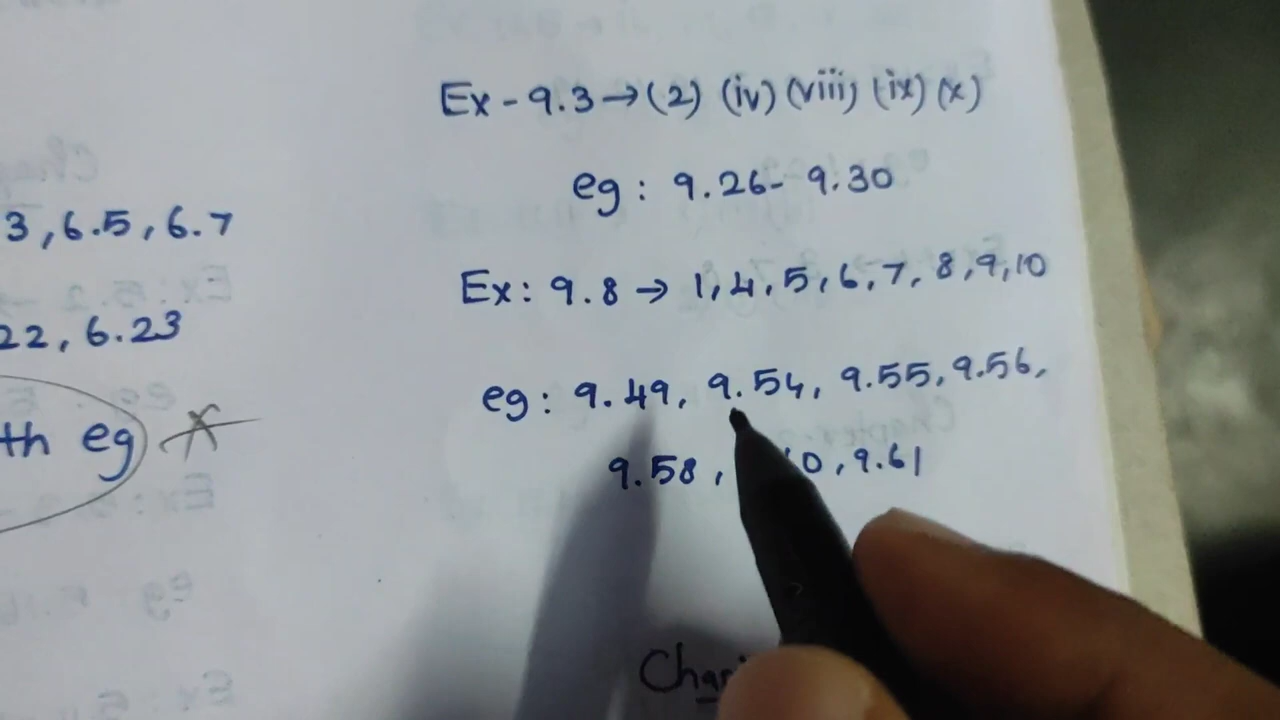 3, 6.5, 6.7
22, 6.23
th eg
Ex - 9.3 → (2) (iv) (viii) (ix) (x)
eg : 9.26 - 9.30
Ex : 9.8 → 1, 4, 5, 6, 7, 8, 9, 10
eg : 9.49, 9.54, 9.55, 9.56,
9.58, 0, 9.61